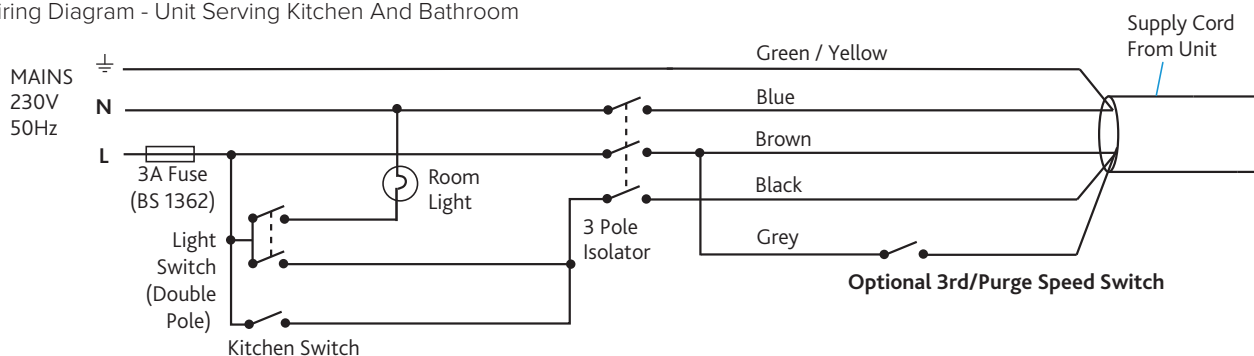 iring Diagram - Unit Serving Kitchen And Bathroom
Supply Cord
From Unit
Green / Yellow
MAINS
230V
50Hz
N
Blue
L
Brown
3A Fuse
(BS 1362)
Room
Light
Black
3 Pole
Isolator
Light
Switch
(Double
Pole)
Grey
Optional 3rd/Purge Speed Switch
Kitchen Switch